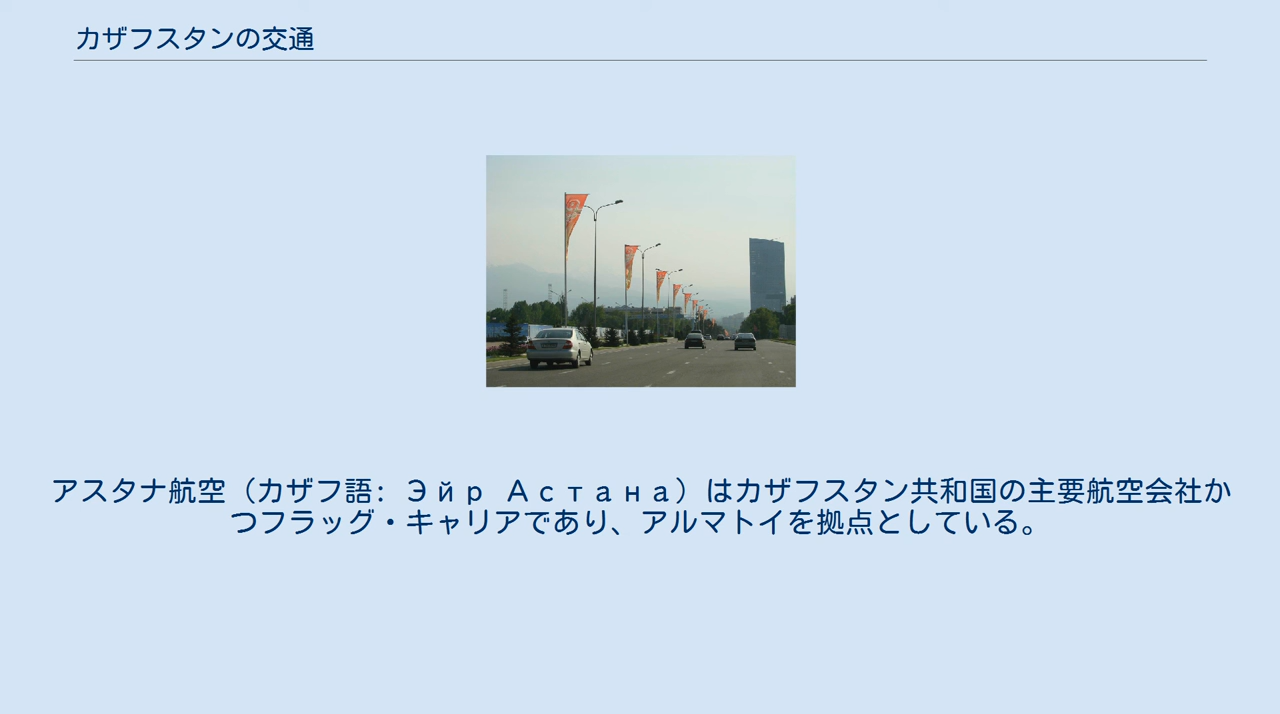 カザフスタンの交通
アスタナ航空（カザフ語: Эйр Астана）はカザフスタン共和国の主要航空会社か
つフラッグ・キャリアであり、アルマトイを拠点としている。